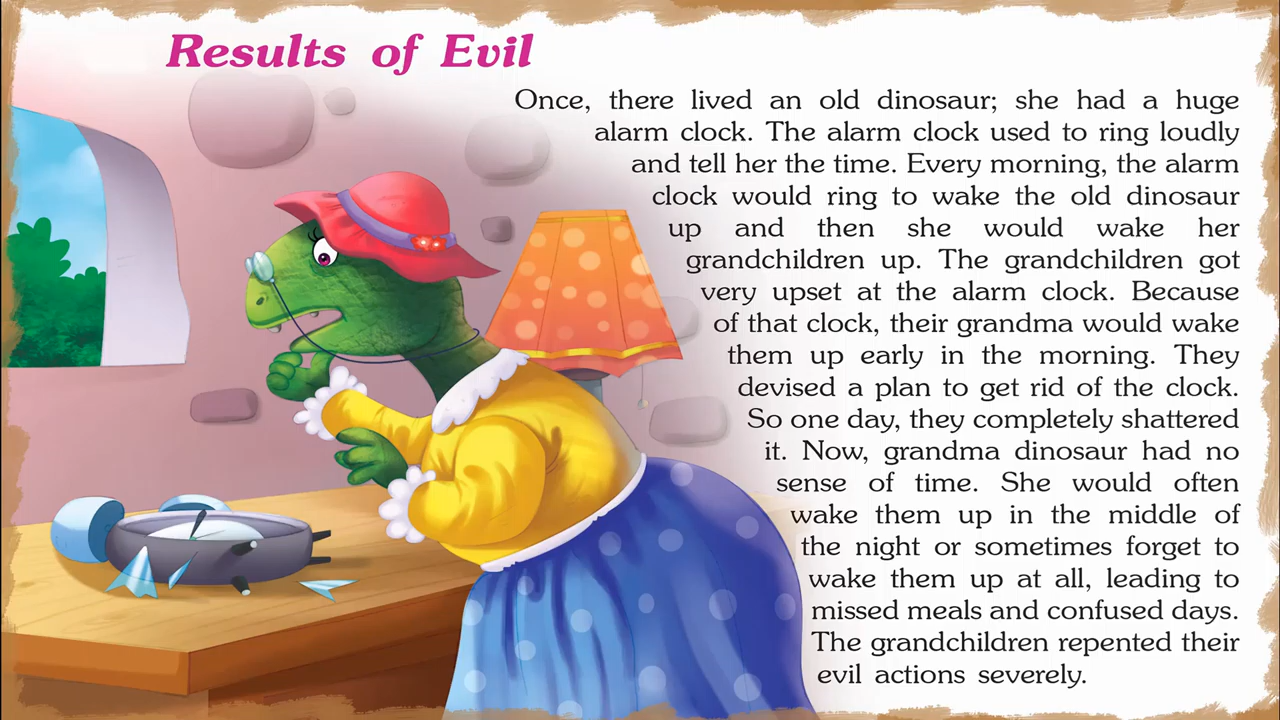 Results of Evil
Once, there lived an old dinosaur; she had a huge
alarm clock. The alarm clock used to ring loudly
and tell her the time. Every morning, the alarm
clock would ring to wake the old dinosaur
up and then she would wake her
grandchildren up. The grandchildren got
very upset at the alarm clock. Because
of that clock, their grandma would wake
them up early in the morning. They
devised a plan to get rid of the clock.
So one day, they completely shattered
it. Now, grandma dinosaur had no
sense of time. She would often
wake them up in the middle of
the night or sometimes forget to
wake them up at all, leading to
missed meals and confused days.
The grandchildren repented their
evil actions severely.